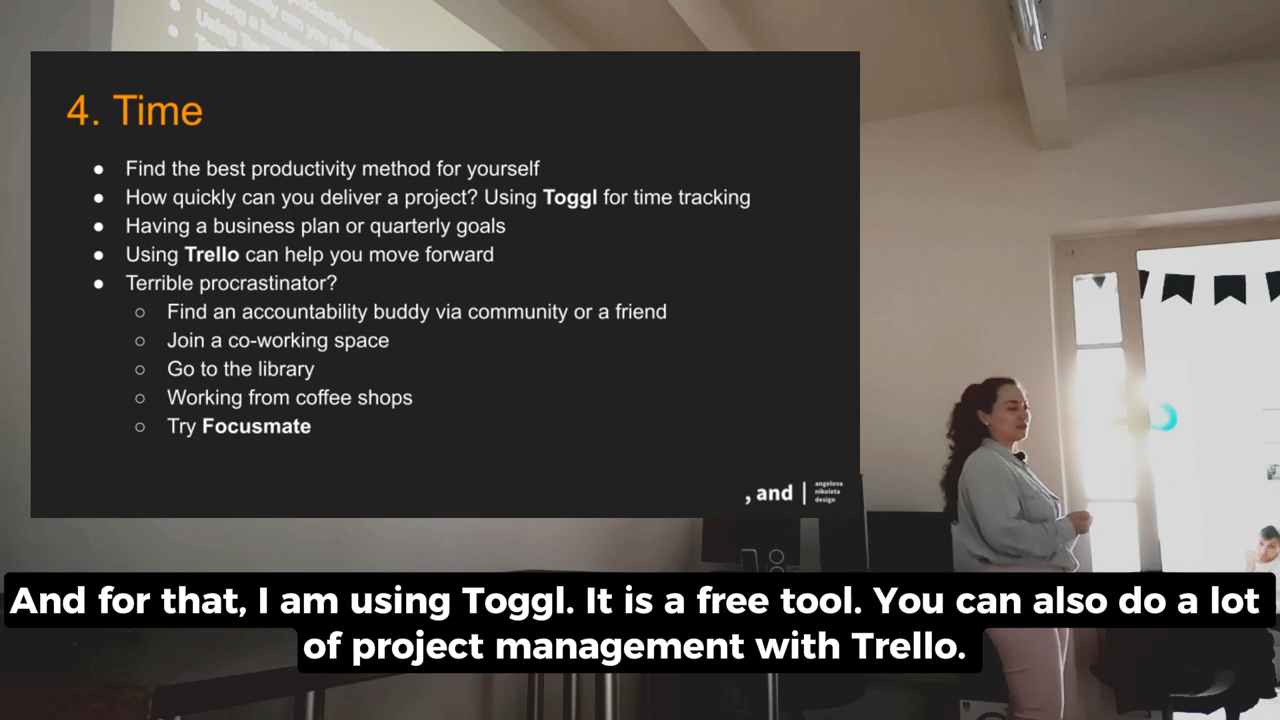 4. Time
● Find the best productivity method for yourself
● How quickly can you deliver a project? Using Toggl for time tracking
● Having a business plan or quarterly goals
● Using Trello can help you move forward
● Terrible procrastinator?
○ Find an accountability buddy via community or a friend
○ Join a co-working space
○ Go to the library
○ Working from coffee shops
○ Try Focusmate
, and | angelova
nikoleta
design
And for that, I am using Toggl. It is a free tool. You can also do a lot
of project management with Trello.